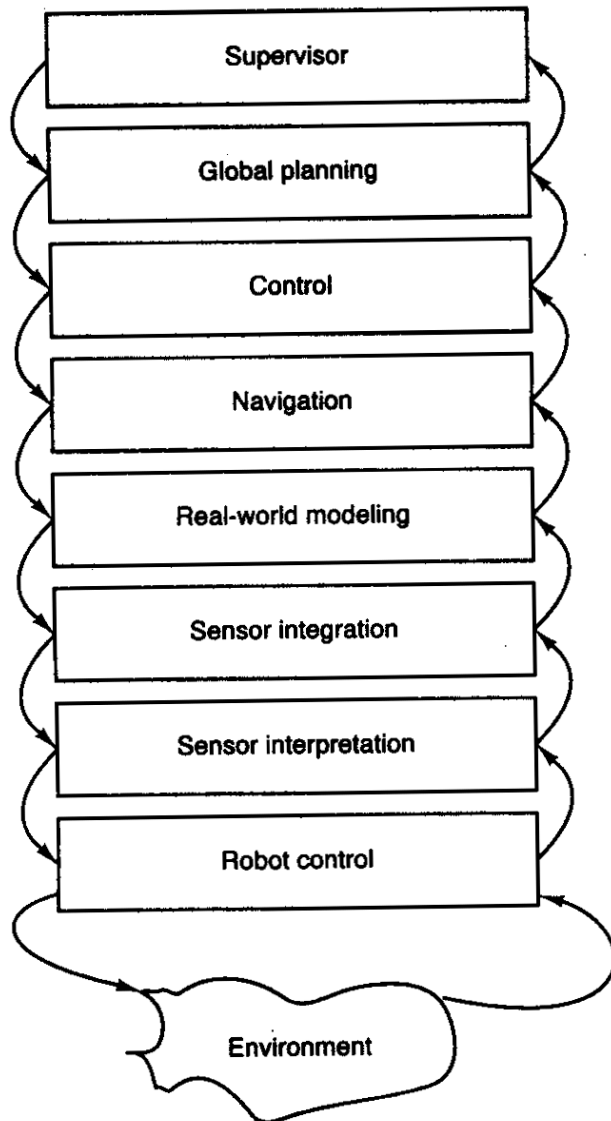 Supervisor
Global planning
Control
Navigation
Real-world modeling
Sensor integration
Sensor interpretation
Robot control
Environment